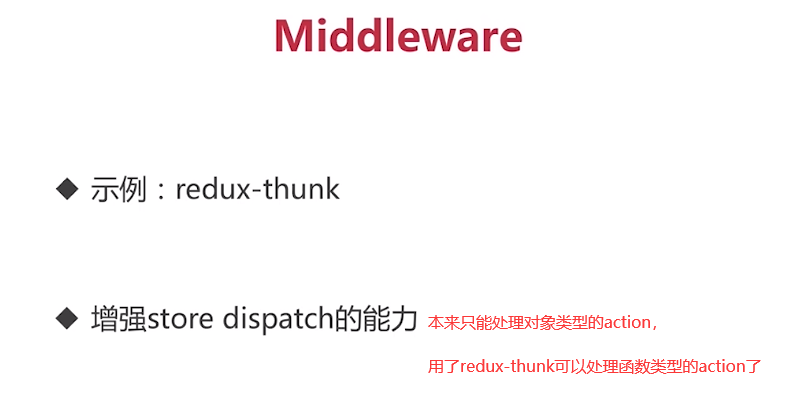 Middleware
◆ 示例：redux-thunk
◆ 增强store dispatch的能力 本来只能处理对象类型的action，
用了redux-thunk可以处理函数类型的action了